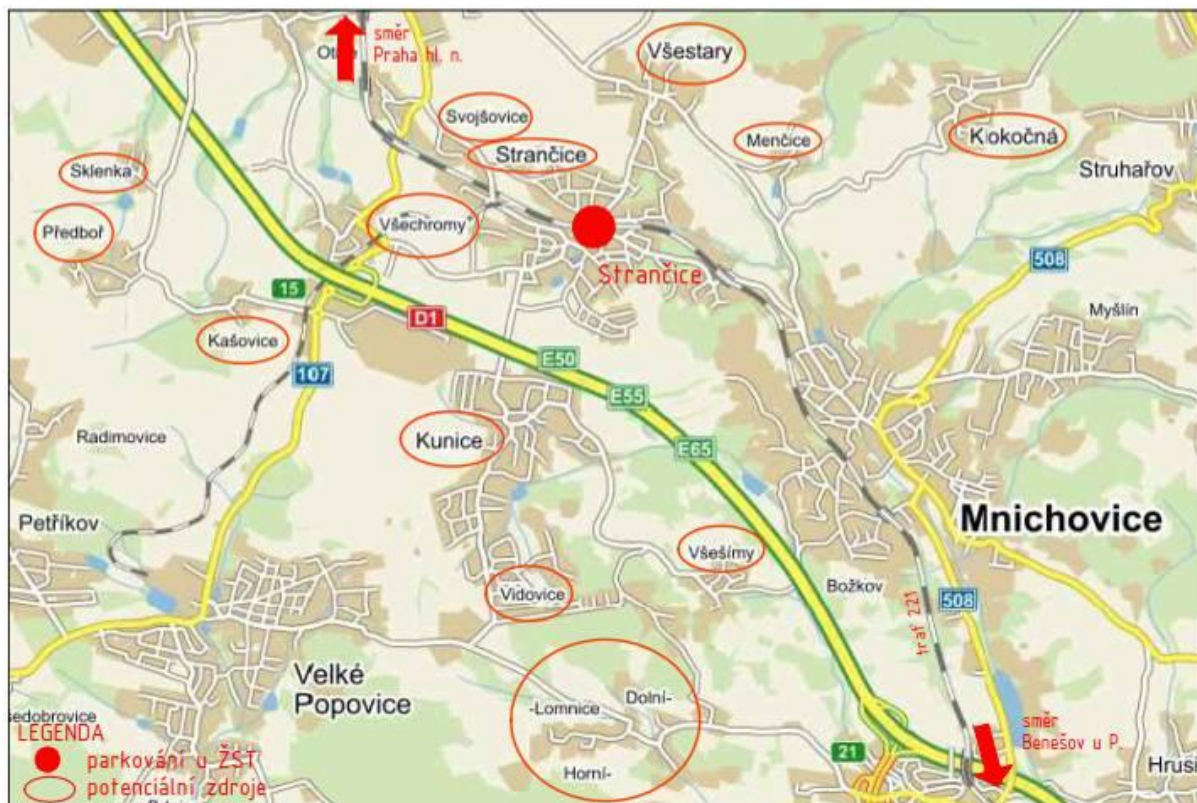 směr
Praha hl. n.
Všestary
Svojšovice
Strančice
Menčice
Klokočná
Struhařov
Sklenka
Předboř
Všechromy
Strančice
508
15
D1
Myšlín
Kašovice
E50
107
E55
Kunice
E65
Radimovice
Petříkov
Mnichovice
Všešímy
Božkov
Vidovice
508
trať 221
Velké
Popovice
-Lomnice
Dolní-
Horní-
21
směr
Benešov u P.
LEGENDA
parkování u ŽST
potenciální zdroje